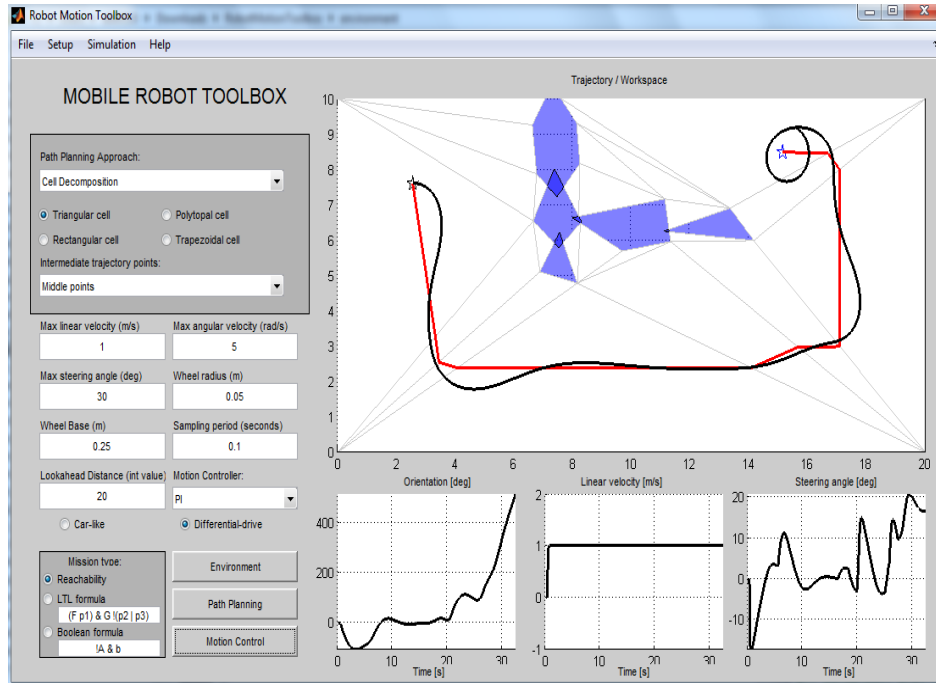 Robot Motion Toolbox
File Setup Simulation Help
MOBILE ROBOT TOOLBOX
Path Planning Approach:
Cell Decomposition
Triangular cell
Polytopal cell
Rectangular cell
Trapezoidal cell
Intermediate trajectory points:
Middle points
Max linear velocity (m/s)
Max angular velocity (rad/s)
1
5
Max steering angle (deg)
Wheel radius (m)
30
0.05
Wheel Base (m)
Sampling period (seconds)
0.25
0.1
Lookahead Distance (int value)
Motion Controller:
20
PI
Car-like
Differential-drive
Mission type:
Reachability
LTL formula
(F p1) & G !(p2 | p3)
Boolean formula
!A & b
Environment
Path Planning
Motion Control
Trajectory / Workspace
10
9
8
7
6
5
4
3
2
1
0
0 2 4 6 8 10 12 14 16 18 20
Orientation [deg]
400
200
0
0 10 20 30
Time [s]
Linear velocity [m/s]
2
1
0
-1
0 10 20 30
Time [s]
Steering angle [deg]
20
10
0
-10
0 10 20 30
Time [s]